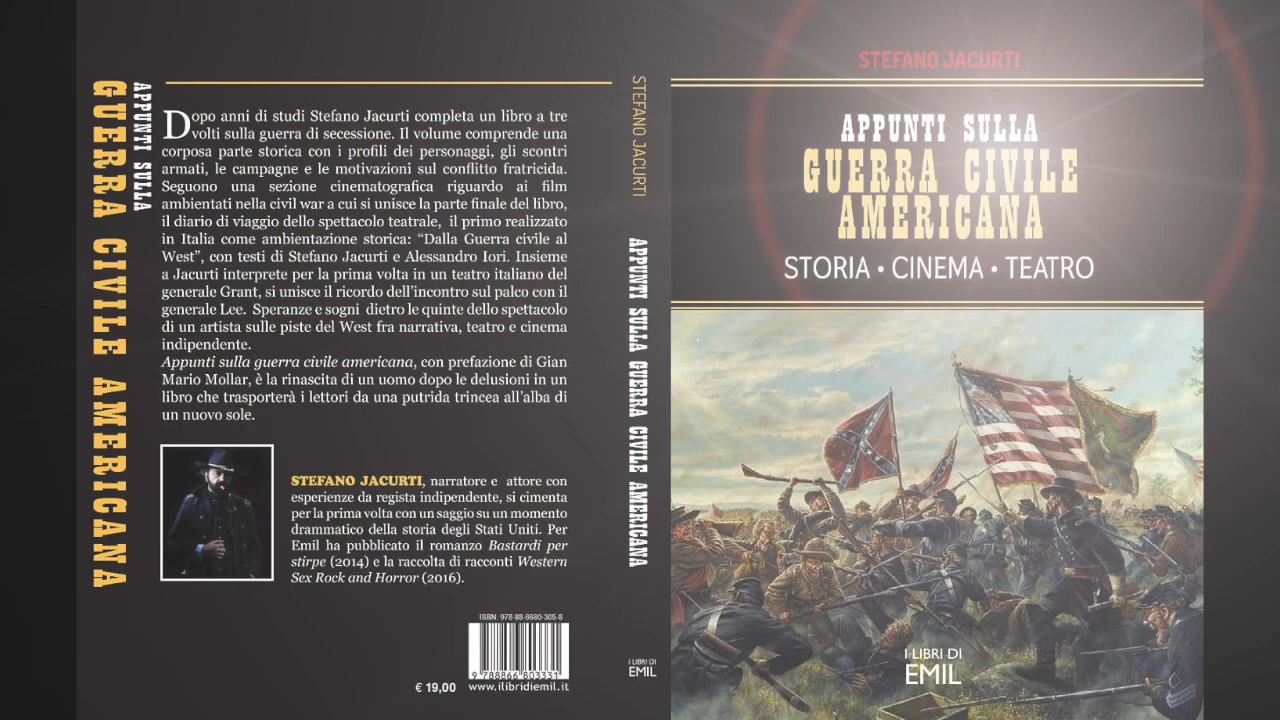 APPUNTI SULLA
GUERRA CIVILE AMERICANA
Dopo anni di studi Stefano Jacurti completa un libro a tre
volti sulla guerra di secessione. Il volume comprende una
corposa parte storica con i profili dei personaggi, gli scontri
armati, le campagne e le motivazioni sul conflitto fratricida.
Seguono una sezione cinematografica riguardo ai film
ambientati nella civil war a cui si unisce la parte finale del libro,
il diario di viaggio dello spettacolo teatrale, il primo realizzato
in Italia come ambientazione storica: “Dalla Guerra civile al
West”, con testi di Stefano Jacurti e Alessandro Iori. Insieme
a Jacurti interprete per la prima volta in un teatro italiano del
generale Grant, si unisce il ricordo dell’incontro sul palco con il
generale Lee. Speranze e sogni dietro le quinte dello spettacolo
di un artista sulle piste del West fra narrativa, teatro e cinema
indipendente.
Appunti sulla guerra civile americana, con prefazione di Gian
Mario Mollar, è la rinascita di un uomo dopo le delusioni in un
libro che trasporterà i lettori da una putrida trincea all’alba di
un nuovo sole.
STEFANO JACURTI, narratore e attore con
esperienze da regista indipendente, si cimenta
per la prima volta con un saggio su un momento
drammatico della storia degli Stati Uniti. Per
Emil ha pubblicato il romanzo Bastardi per
stirpe (2014) e la raccolta di racconti Western
Sex Rock and Horror (2016).
ISBN: 978-88-6680-305-8
9 788866 803331
€ 19,00
www.ilibridiemil.it
STEFANO JACURTI
APPUNTI SULLA GUERRA CIVILE AMERICANA
I LIBRI DI
EMIL
STEFANO JACURTI
APPUNTI SULLA
GUERRA CIVILE
AMERICANA
STORIA • CINEMA • TEATRO
I LIBRI DI
EMIL